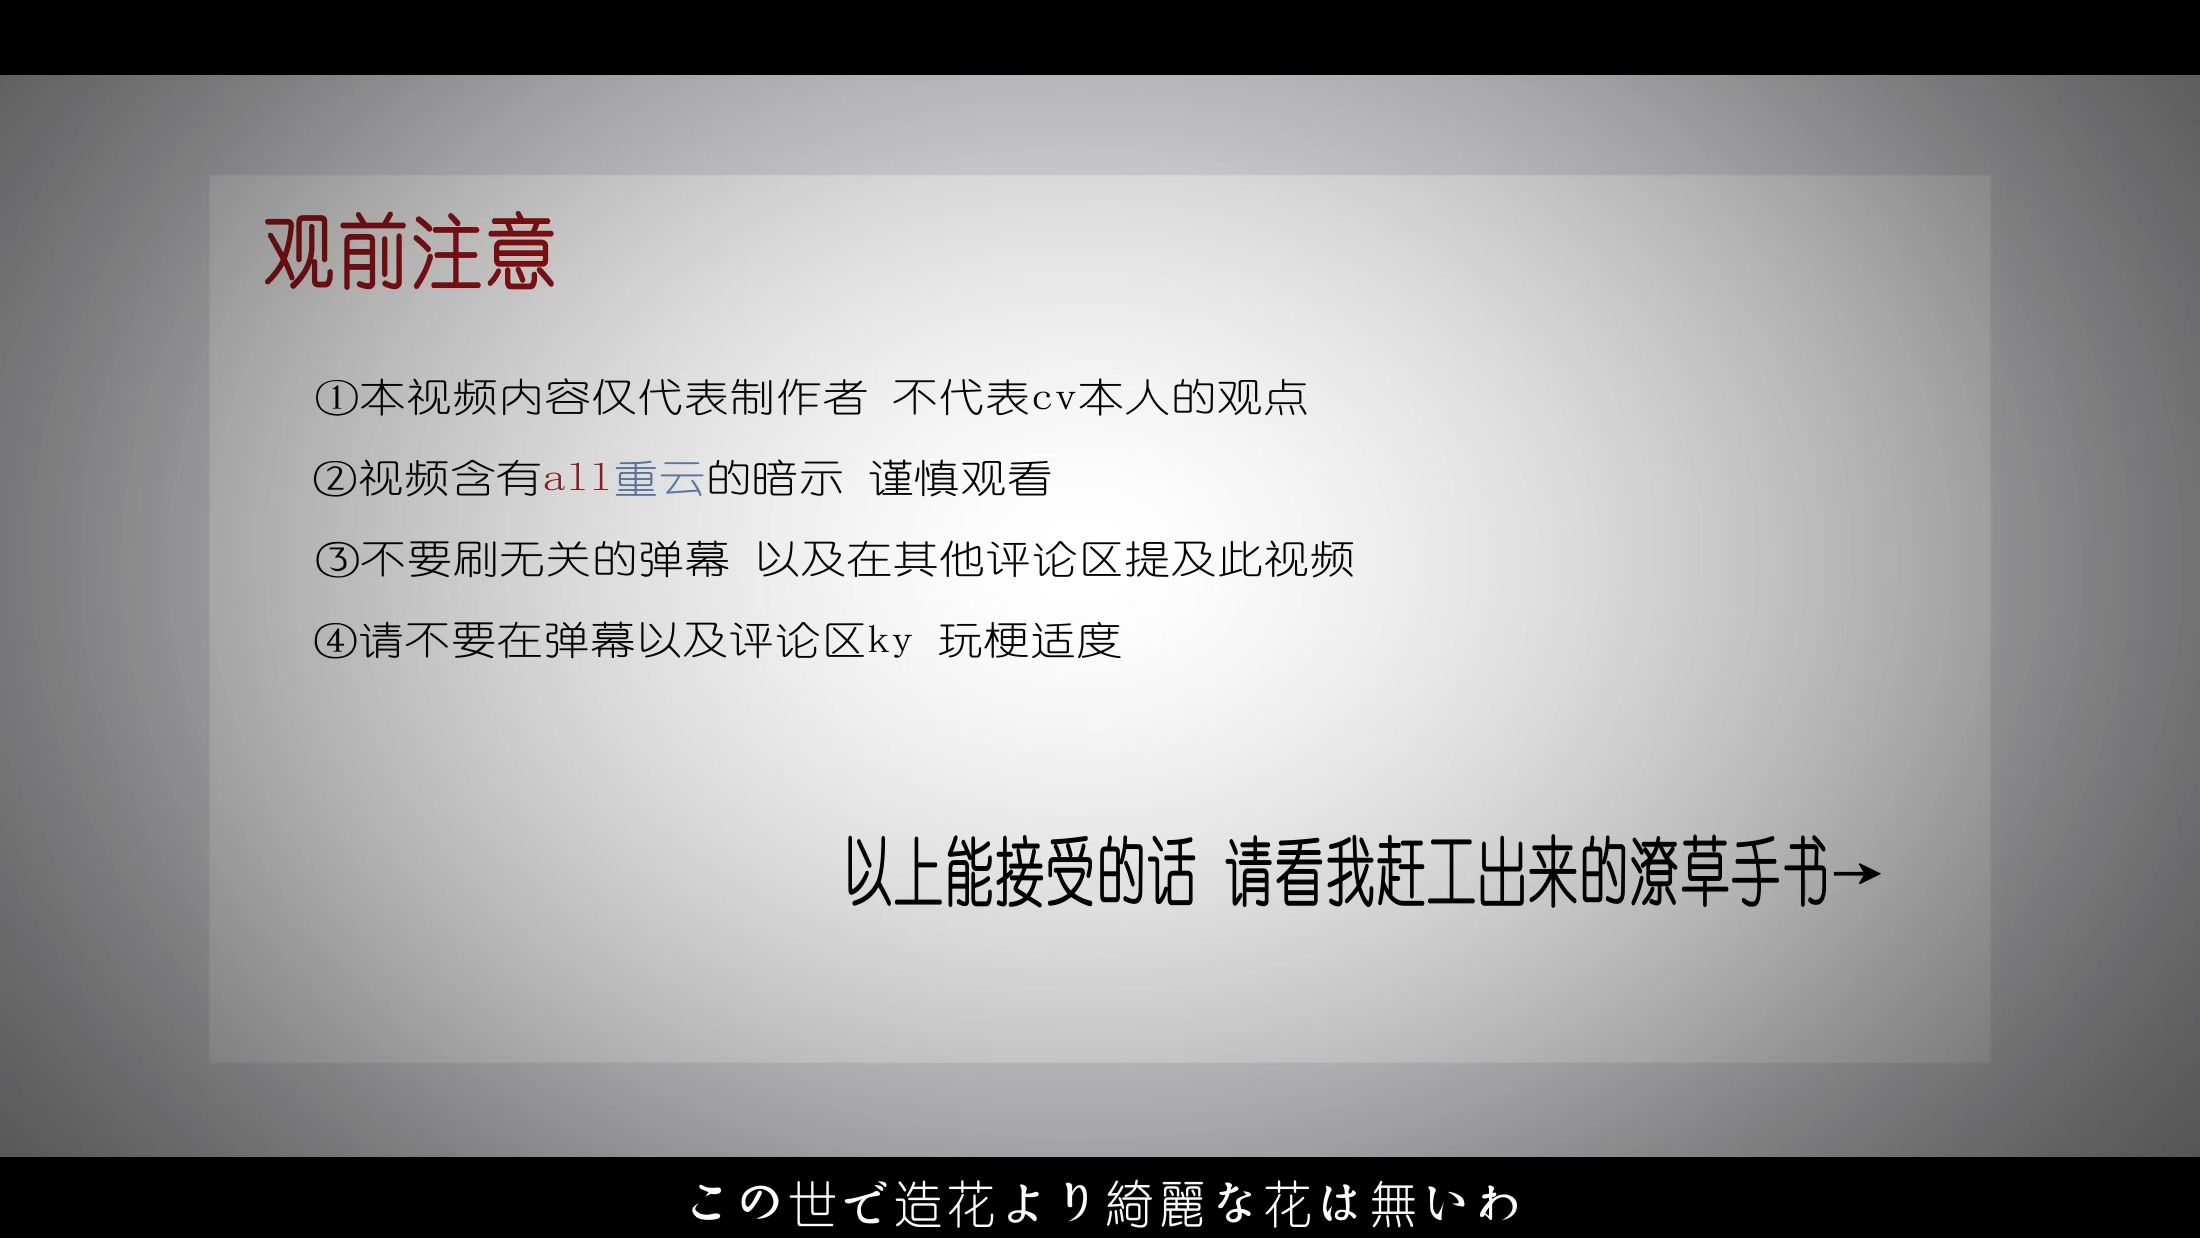 观前注意
①本视频内容仅代表制作者 不代表cv本人的观点
②视频含有all重云的暗示 谨慎观看
③不要刷无关的弹幕 以及在其他评论区提及此视频
④请不要在弹幕以及评论区ky 玩梗适度
以上能接受的话 请看我赶工出来的潦草手书→
この世で造花より綺麗な花は無いわ